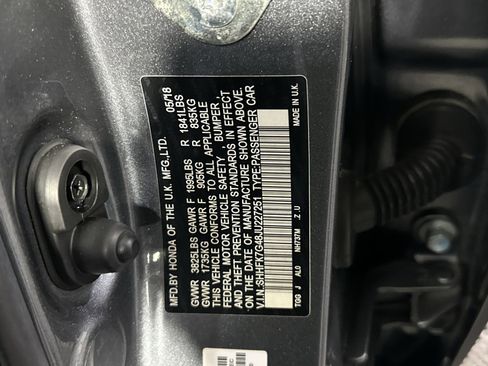 MFD.BY HONDA OF THE U.K. MFG.,LTD. 05/18
GVWR 3825LBS GAWR F 1995LBS R 1841LBS
GVWR 1735KG GAWR F 905KG R 835KG
THIS VEHICLE CONFORMS TO ALL APPLICABLE
FEDERAL MOTOR VEHICLE SAFETY , BUMPER,
AND THEFT PREVENTION STANDARDS IN EFFECT
ON THE DATE OF MANUFACTURE SHOWN ABOVE.
V.I.N.:SHHFK7G48JU227251 TYPE:PASSENGER CAR
TGG J ALO NH737M .Z U MADE IN U.K.